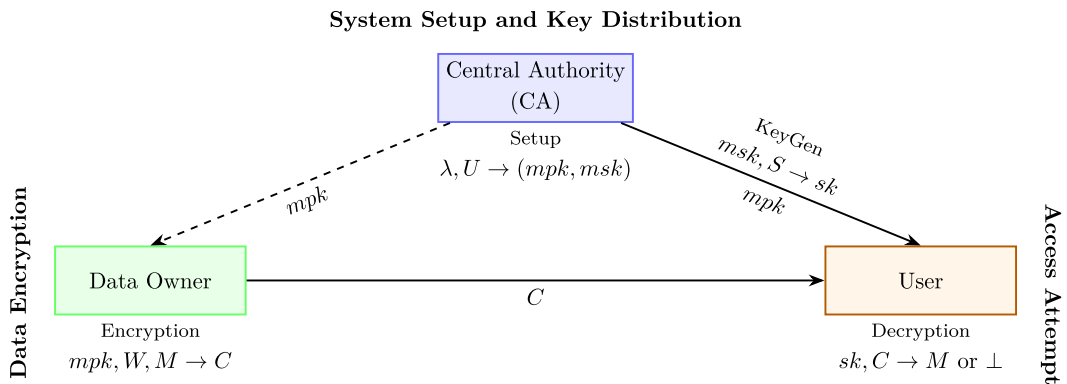 System Setup and Key Distribution
Central Authority
(CA)
Setup
λ, U → (mpk, msk)
KeyGen
msk, S → sk
mpk
mpk
Data Encryption
Data Owner
Encryption
mpk, W, M → C
C
User
Decryption
sk, C → M or ⊥
Access Attempt